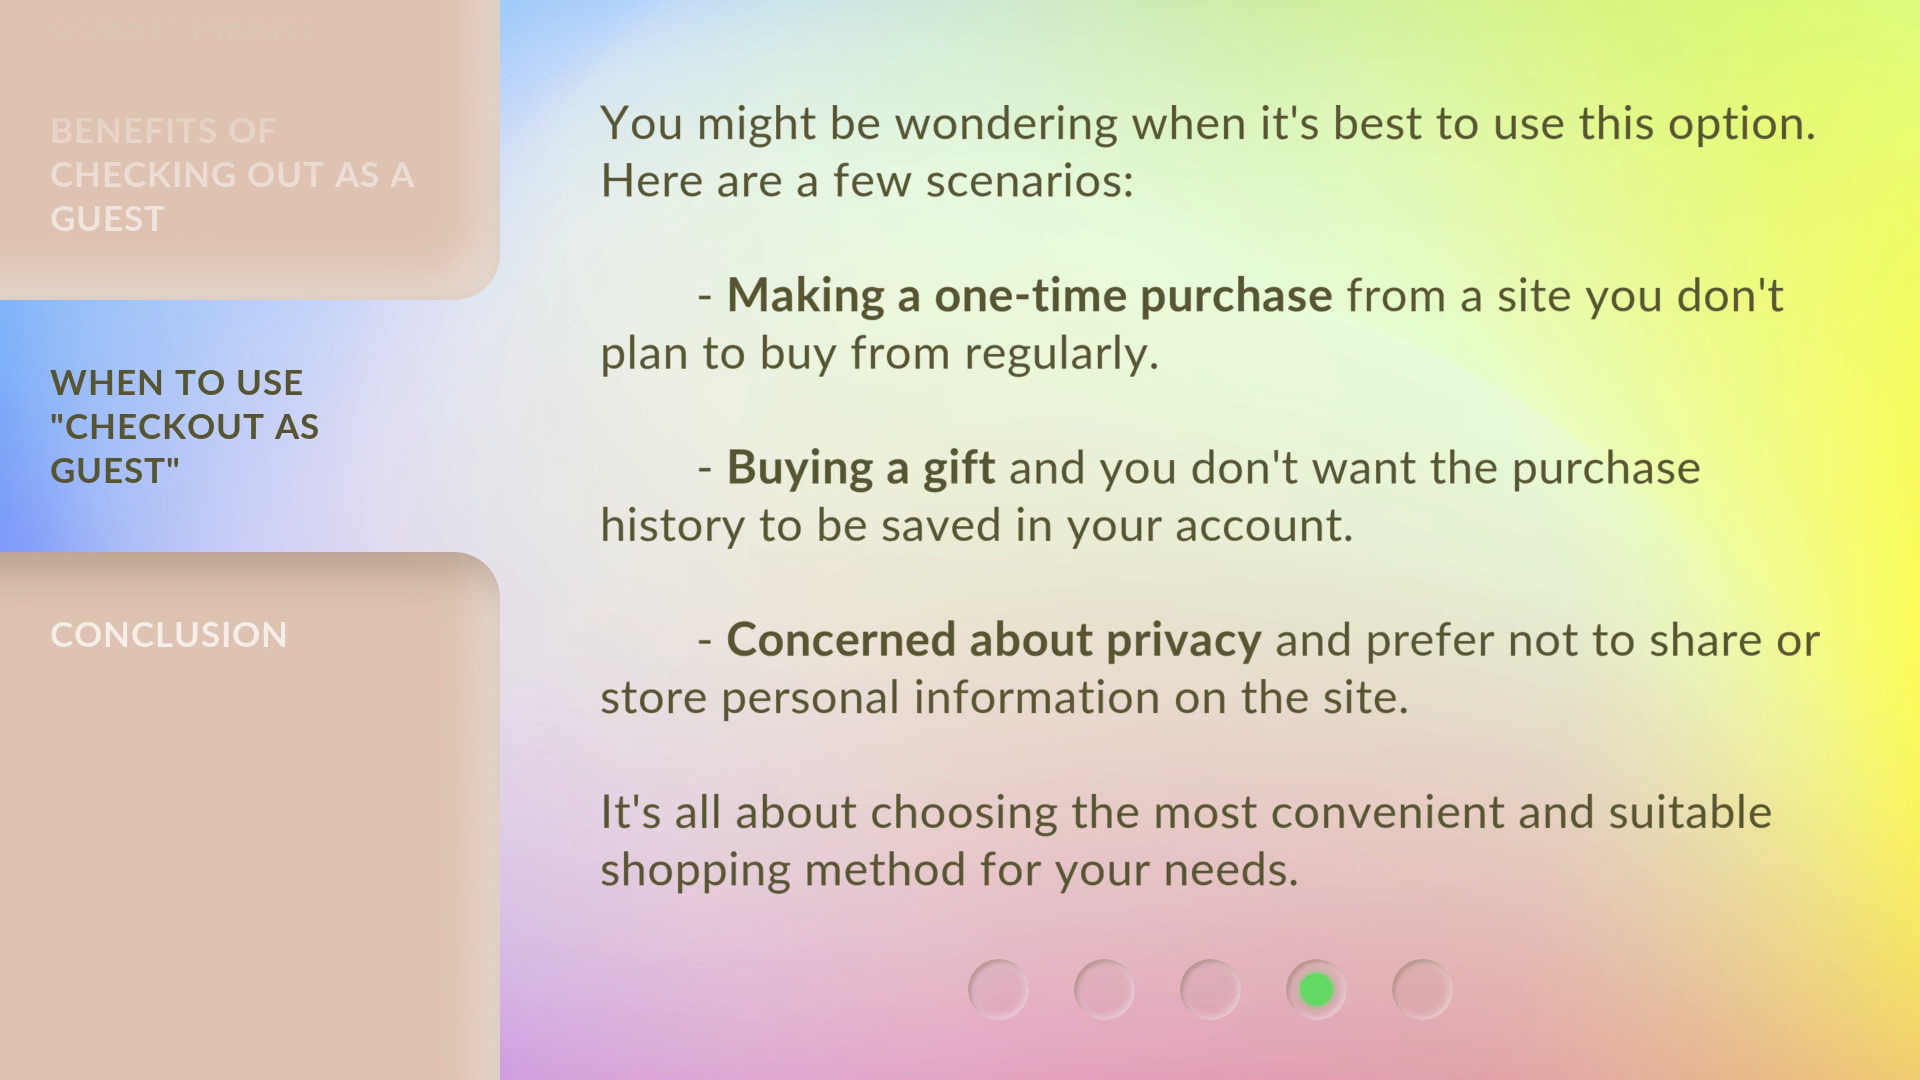 BENEFITS OF
CHECKING OUT AS A
GUEST
WHEN TO USE
"CHECKOUT AS
GUEST"
CONCLUSION
You might be wondering when it's best to use this option.
Here are a few scenarios:
- Making a one-time purchase from a site you don't
plan to buy from regularly.
- Buying a gift and you don't want the purchase
history to be saved in your account.
- Concerned about privacy and prefer not to share or
store personal information on the site.
It's all about choosing the most convenient and suitable
shopping method for your needs.